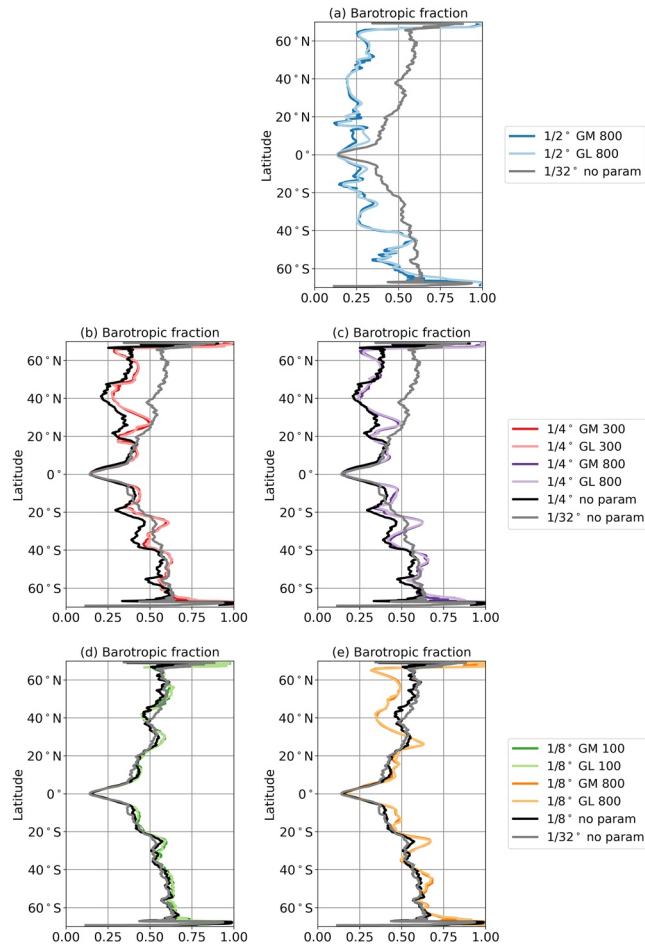 (a) Barotropic fraction
60°N
40°N
20°N
0°
20°S
40°S
60°S
Latitude
0.00 0.25 0.50 0.75 1.00
1/2° GM 800
1/2° GL 800
1/32° no param
(b) Barotropic fraction
60°N
40°N
20°N
0°
20°S
40°S
60°S
Latitude
0.00 0.25 0.50 0.75 1.00
(c) Barotropic fraction
60°N
40°N
20°N
0°
20°S
40°S
60°S
Latitude
0.00 0.25 0.50 0.75 1.00
1/4° GM 300
1/4° GL 300
1/4° GM 800
1/4° GL 800
1/4° no param
1/32° no param
(d) Barotropic fraction
60°N
40°N
20°N
0°
20°S
40°S
60°S
Latitude
0.00 0.25 0.50 0.75 1.00
(e) Barotropic fraction
60°N
40°N
20°N
0°
20°S
40°S
60°S
Latitude
0.00 0.25 0.50 0.75 1.00
1/8° GM 100
1/8° GL 100
1/8° GM 800
1/8° GL 800
1/8° no param
1/32° no param